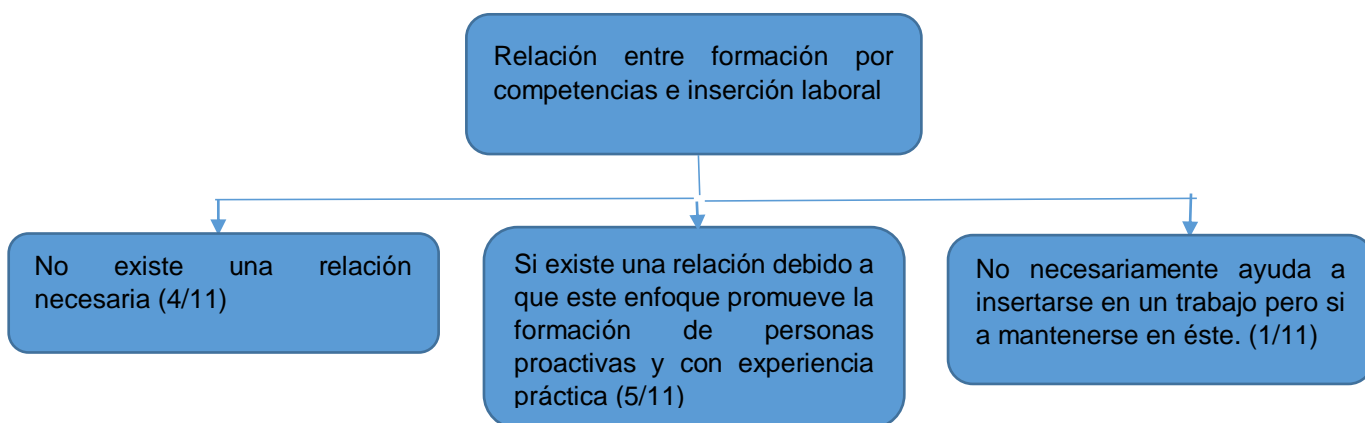 Relación entre formación por
competencias e inserción laboral
No existe una relación
necesaria (4/11)
Si existe una relación debido a
que este enfoque promueve la
formación de personas
proactivas y con experiencia
práctica (5/11)
No necesariamente ayuda a
insertarse en un trabajo pero si
a mantenerse en éste. (1/11)